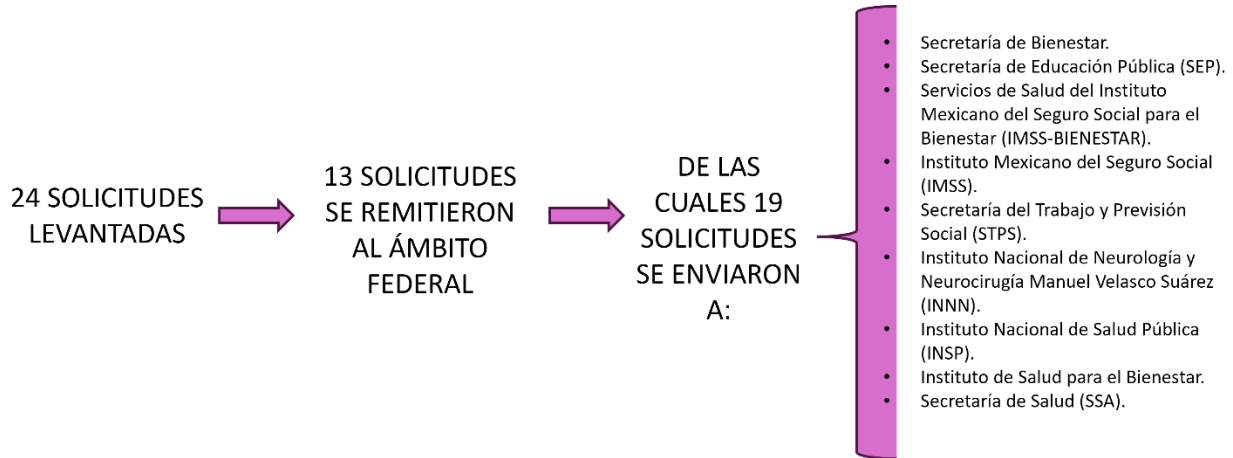 24 SOLICITUDES
LEVANTADAS
13 SOLICITUDES
SE REMITIERON
AL ÁMBITO
FEDERAL
DE LAS
CUALES 19
SOLICITUDES
SE ENVIARON
A:
• Secretaría de Bienestar.
• Secretaría de Educación Pública (SEP).
• Servicios de Salud del Instituto
Mexicano del Seguro Social para el
Bienestar (IMSS-BIENESTAR).
• Instituto Mexicano del Seguro Social
(IMSS).
• Secretaría del Trabajo y Previsión
Social (STPS).
• Instituto Nacional de Neurología y
Neurocirugía Manuel Velasco Suárez
(INNN).
• Instituto Nacional de Salud Pública
(INSP).
• Instituto de Salud para el Bienestar.
• Secretaría de Salud (SSA).